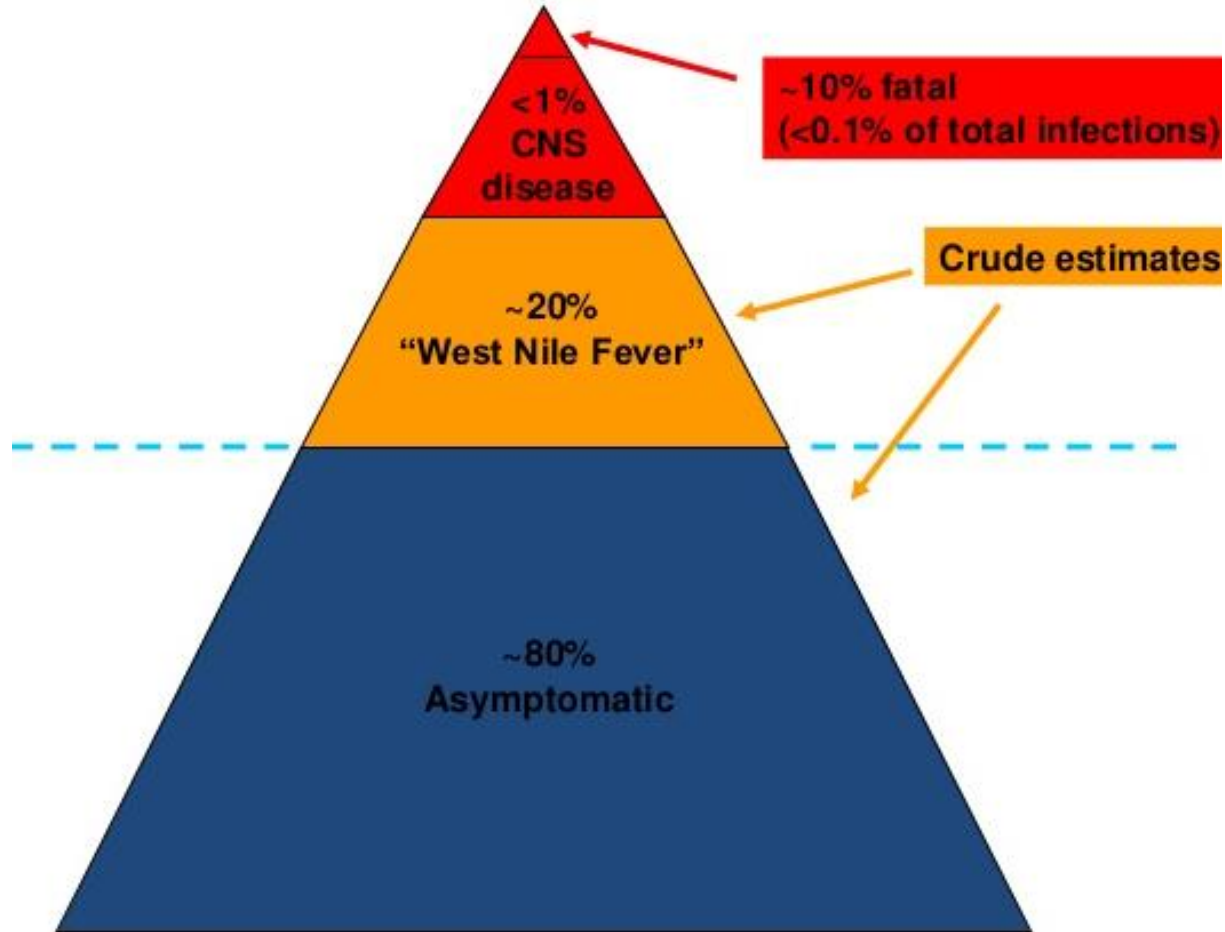 ~10% fatal
(<0.1% of total infections)
<1%
CNS
disease
Crude estimates
~20%
“West Nile Fever”
~80%
Asymptomatic